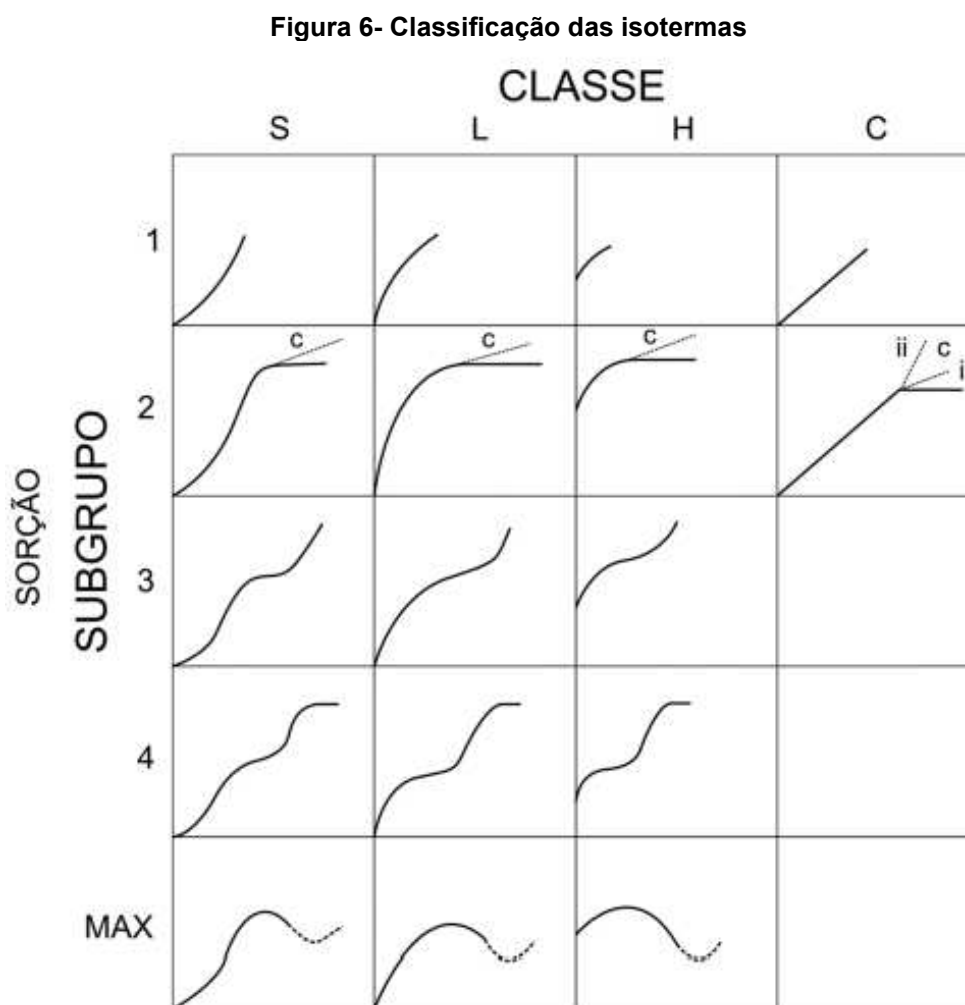 Figura 6- Classificação das isotermas
CLASSE
S L H C
1
c c c ii c i
2
SORÇÃO
SUBGRUPO
3
4
MAX